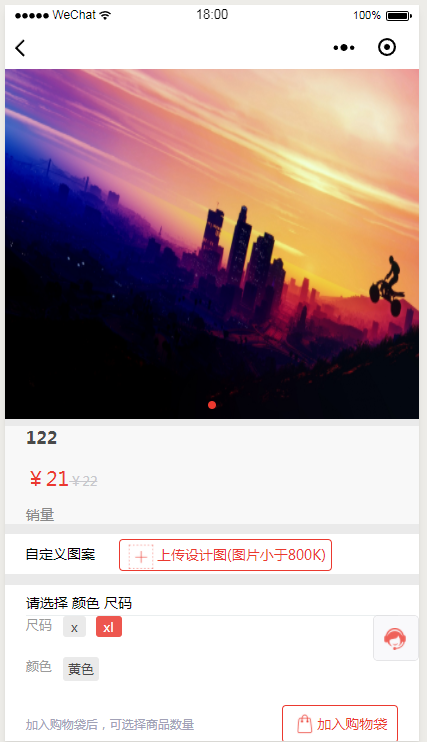 ●●●●● WeChat 18:00 100%
122
￥21 ￥22
销量
自定义图案 上传设计图(图片小于800K)
请选择 颜色 尺码
尺码 x xl
颜色 黄色
加入购物袋后，可选择商品数量 加入购物袋